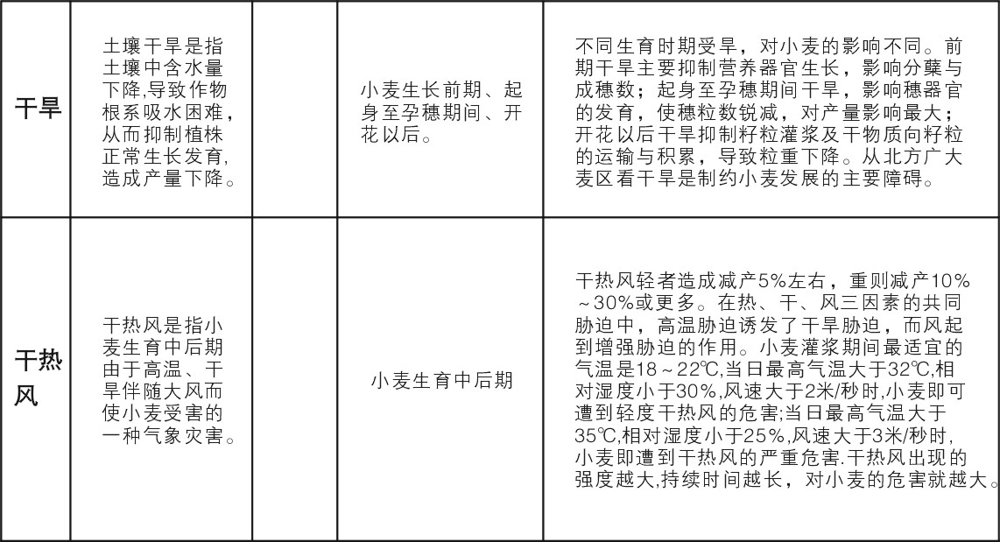 干旱
土壤干旱是指
土壤中含水量
下降,导致作物
根系吸水困难，
从而抑制植株
正常生长发育,
造成产量下降。
小麦生长前期、起
身至孕穗期间、开
花以后。
不同生育时期受旱，对小麦的影响不同。前
期干旱主要抑制营养器官生长，影响分蘖与
成穗数；起身至孕穗期间干旱，影响穗器官
的发育，使穗粒数锐减，对产量影响最大；
开花以后干旱抑制籽粒灌浆及干物质向籽粒
的运输与积累，导致粒重下降。从北方广大
麦区看干旱是制约小麦发展的主要障碍。
干热
风
干热风是指小
麦生育中后期
由于高温、干
旱伴随大风而
使小麦受害的
一种气象灾害。
小麦生育中后期
干热风轻者造成减产5%左右，重则减产10%
~30%或更多。在热、干、风三因素的共同
胁迫中，高温胁迫诱发了干旱胁迫，而风起
到增强胁迫的作用。小麦灌浆期间最适宜的
气温是18~22℃,当日最高气温大于32℃,相
对湿度小于30%,风速大于2米/秒时,小麦即可
遭到轻度干热风的危害;当日最高气温大于
35℃,相对湿度小于25%,风速大于3米/秒时,
小麦即遭到干热风的严重危害.干热风出现的
强度越大,持续时间越长，对小麦的危害就越大。